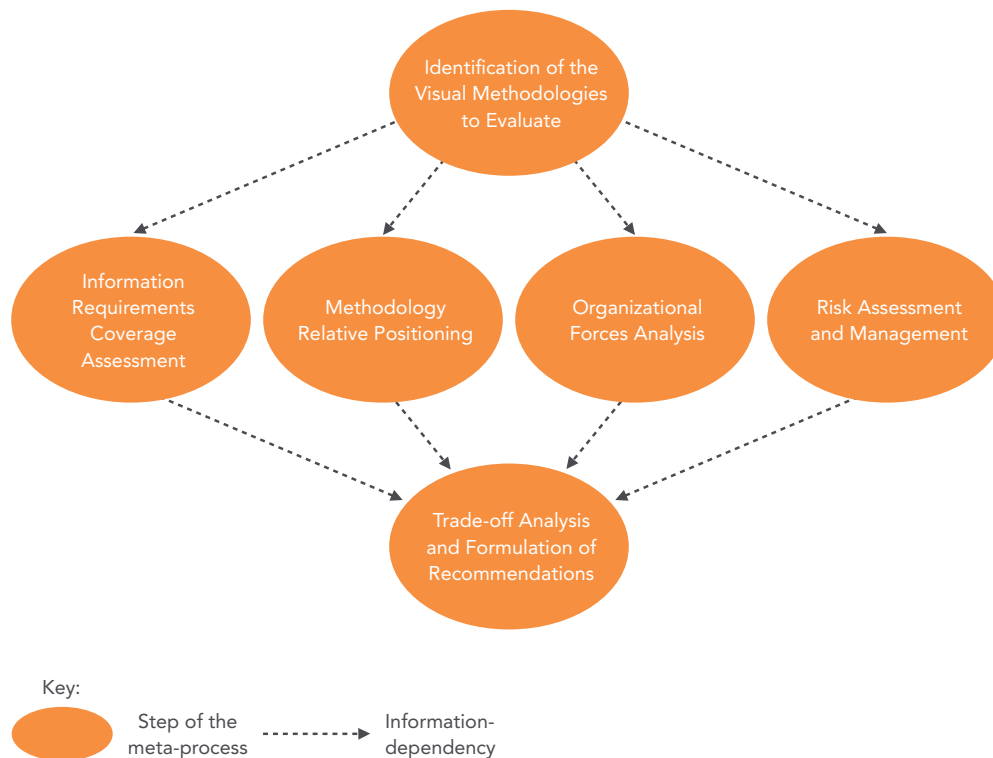 Identification of the
Visual Methodologies
to Evaluate
Information
Requirements
Coverage
Assessment
Methodology
Relative Positioning
Organizational
Forces Analysis
Risk Assessment
and Management
Trade-off Analysis
and Formulation of
Recommendations
Key:
Step of the
meta-process
Information-
dependency